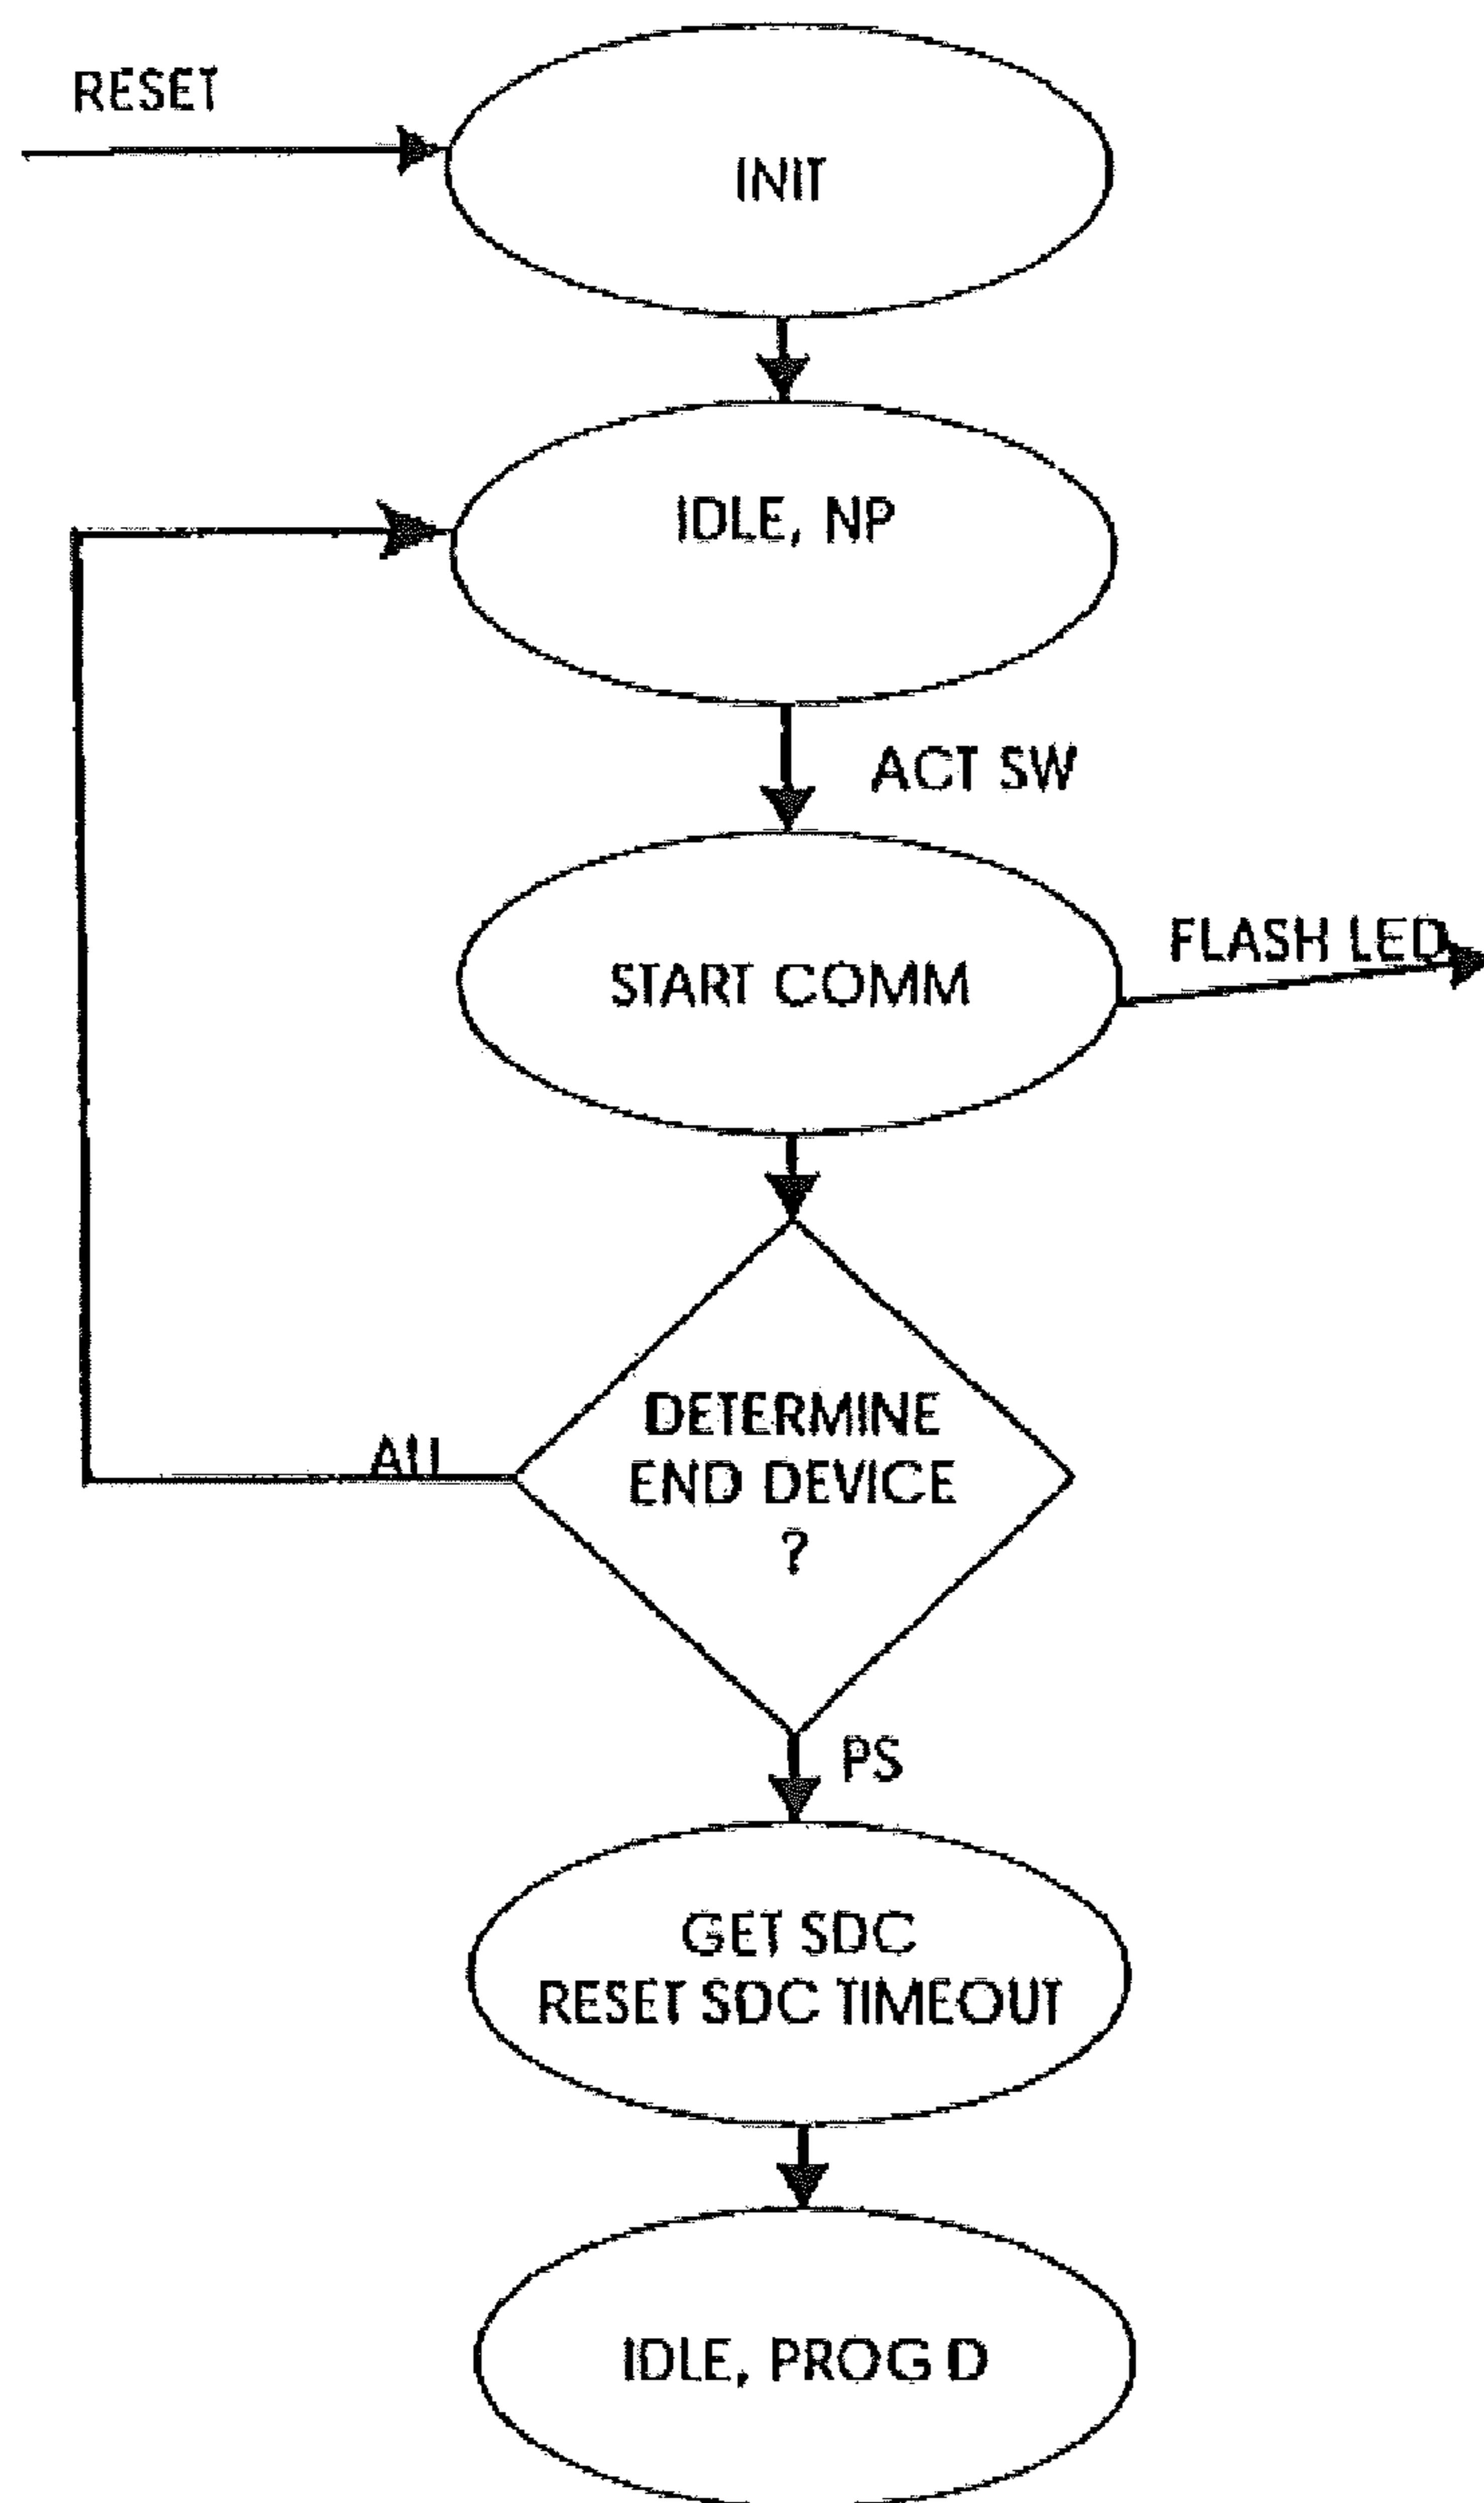 RESET
INIT
IDLE, NP
ACT SW
START COMM
FLASH LED
DETERMINE
END DEVICE
?
PS
GET SDC
RESET SDC TIMEOUT
IDLE, PROG D